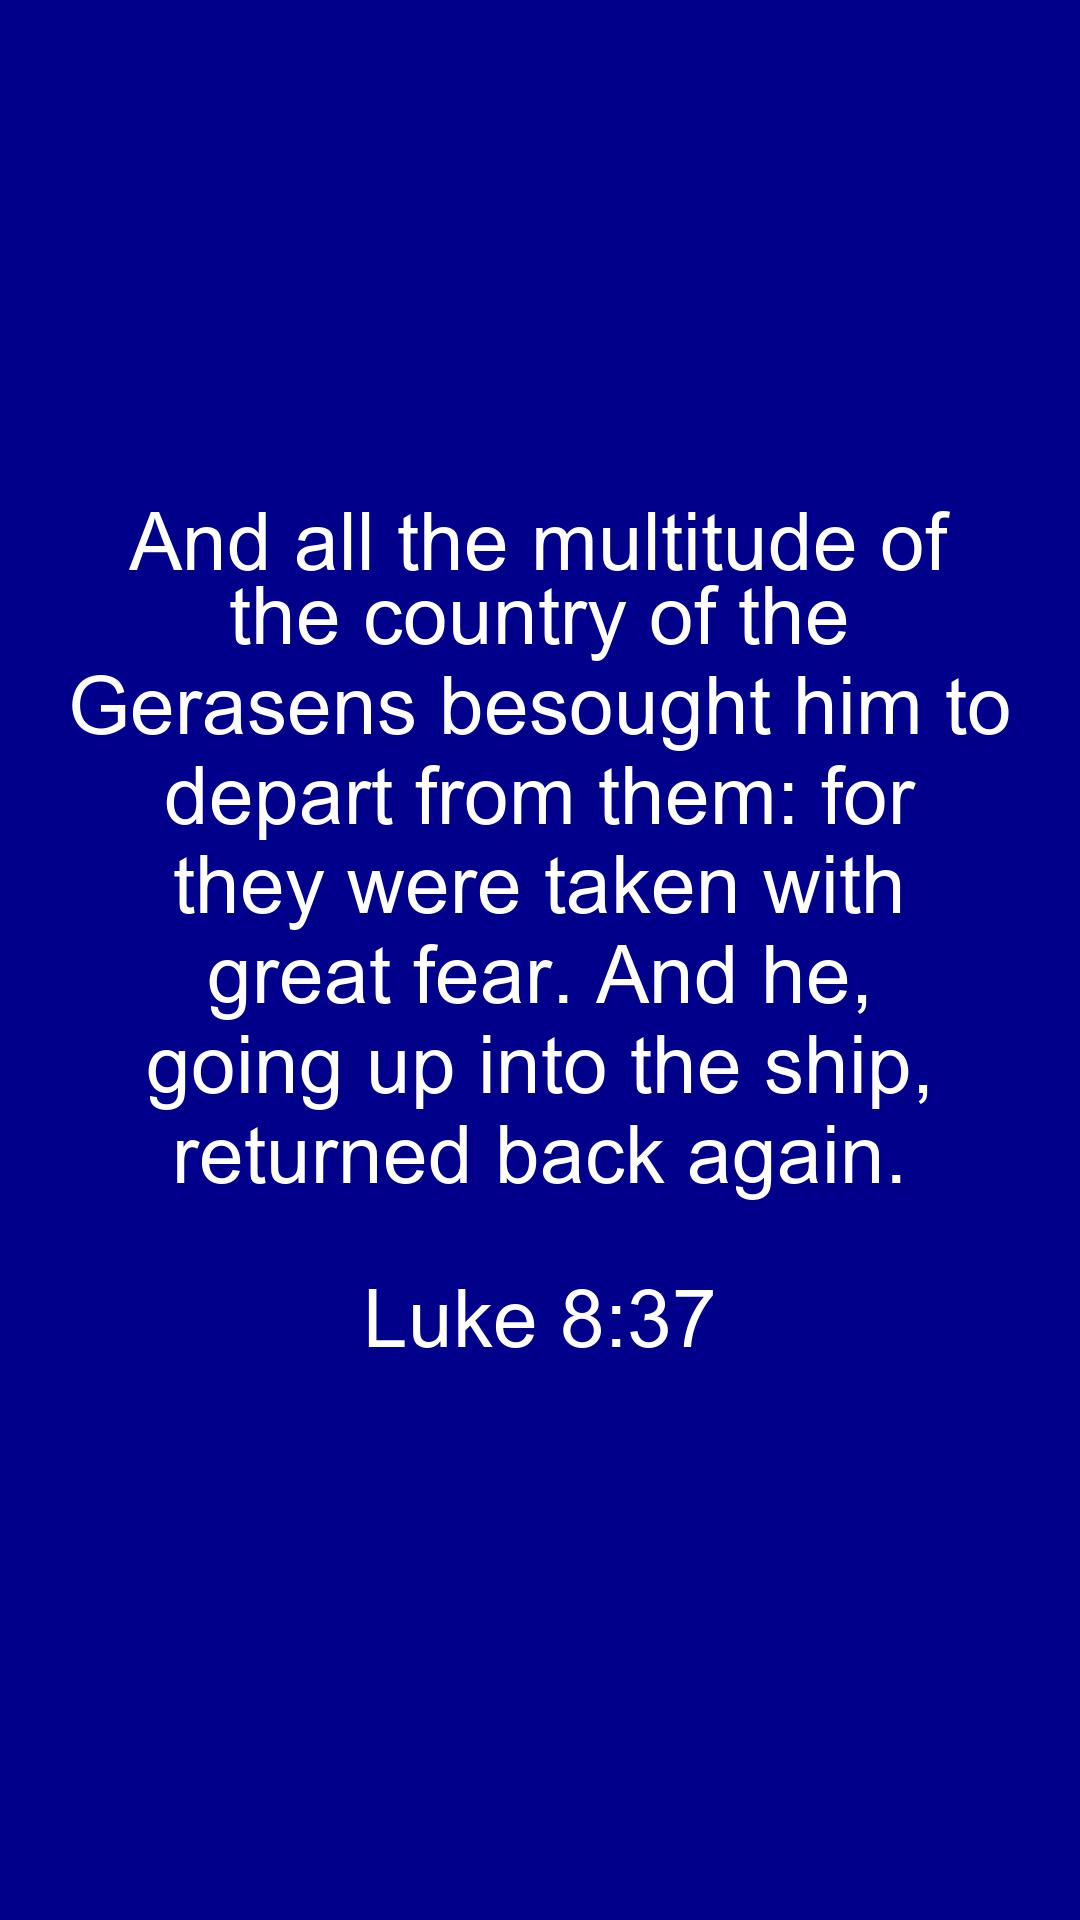 And all the multitude of
the country of the
Gerasens besought him to
depart from them: for
they were taken with
great fear. And he,
going up into the ship,
returned back again.
Luke 8:37